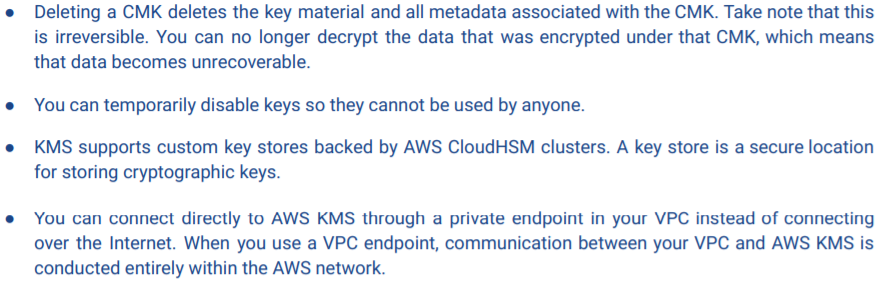 ● Deleting a CMK deletes the key material and all metadata associated with the CMK. Take note that this
is irreversible. You can no longer decrypt the data that was encrypted under that CMK, which means
that data becomes unrecoverable.
● You can temporarily disable keys so they cannot be used by anyone.
● KMS supports custom key stores backed by AWS CloudHSM clusters. A key store is a secure location
for storing cryptographic keys.
● You can connect directly to AWS KMS through a private endpoint in your VPC instead of connecting
over the Internet. When you use a VPC endpoint, communication between your VPC and AWS KMS is
conducted entirely within the AWS network.